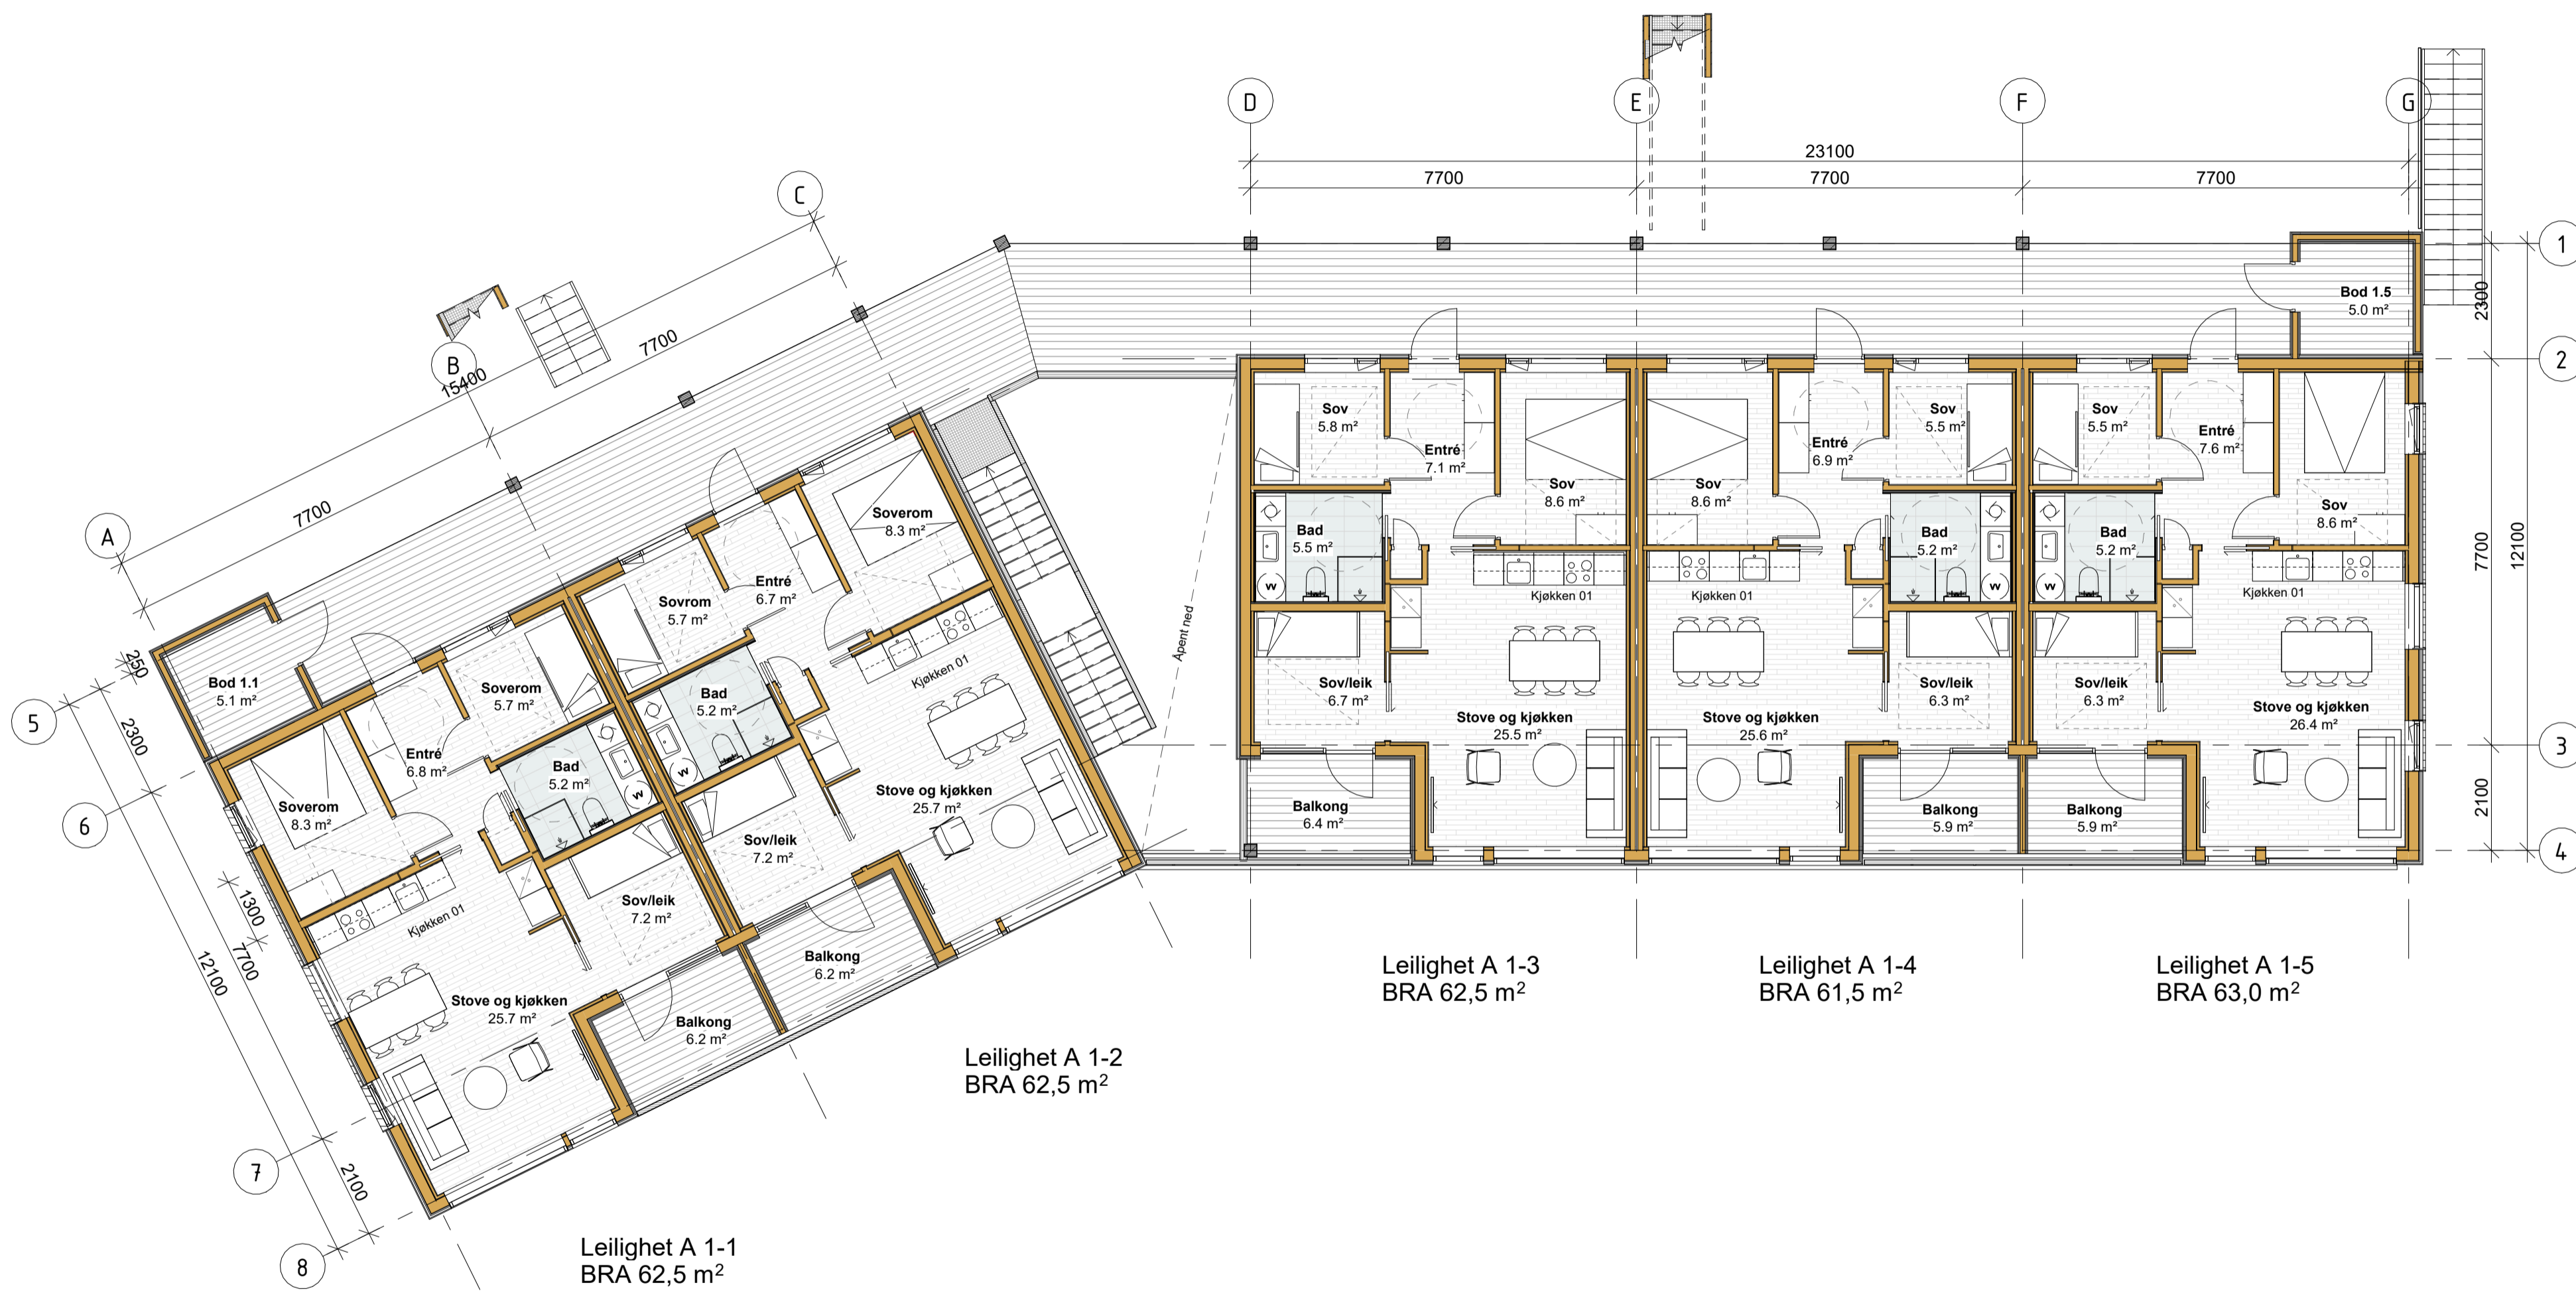 D
E
F
G
23100
7700
7700
7700
C
B
A
15400
7700
7700
1
2
3
4
2300
7700
12100
2100
Bod 1.5
5.0 m²
Sov
5.8 m²
Entré
7.1 m²
Sov
8.6 m²
Bad
5.5 m²
W
Kjøkken 01
Sov/leik
6.7 m²
Stove og kjøkken
25.5 m²
Balkong
6.4 m²
Sov
8.6 m²
Entré
6.9 m²
Sov
5.5 m²
Bad
5.2 m²
W
Kjøkken 01
Sov/leik
6.3 m²
Stove og kjøkken
25.6 m²
Balkong
5.9 m²
Sov
5.5 m²
Entré
7.6 m²
Sov
8.6 m²
Bad
5.2 m²
W
Kjøkken 01
Sov/leik
6.3 m²
Stove og kjøkken
26.4 m²
Balkong
5.9 m²
Åpent ned
Soverom
8.3 m²
Entré
6.7 m²
Sovrom
5.7 m²
Bad
5.2 m²
W
Kjøkken 01
Stove og kjøkken
25.7 m²
Sov/leik
7.2 m²
Balkong
6.2 m²
Bod 1.1
5.1 m²
Soverom
5.7 m²
Entré
6.8 m²
Bad
5.2 m²
W
Soverom
8.3 m²
Kjøkken 01
Sov/leik
7.2 m²
Stove og kjøkken
25.7 m²
Balkong
6.2 m²
5
6
7
8
250
2300
1300
7700
12100
2100
Leilighet A 1-3
BRA 62,5 m²
Leilighet A 1-4
BRA 61,5 m²
Leilighet A 1-5
BRA 63,0 m²
Leilighet A 1-2
BRA 62,5 m²
Leilighet A 1-1
BRA 62,5 m²